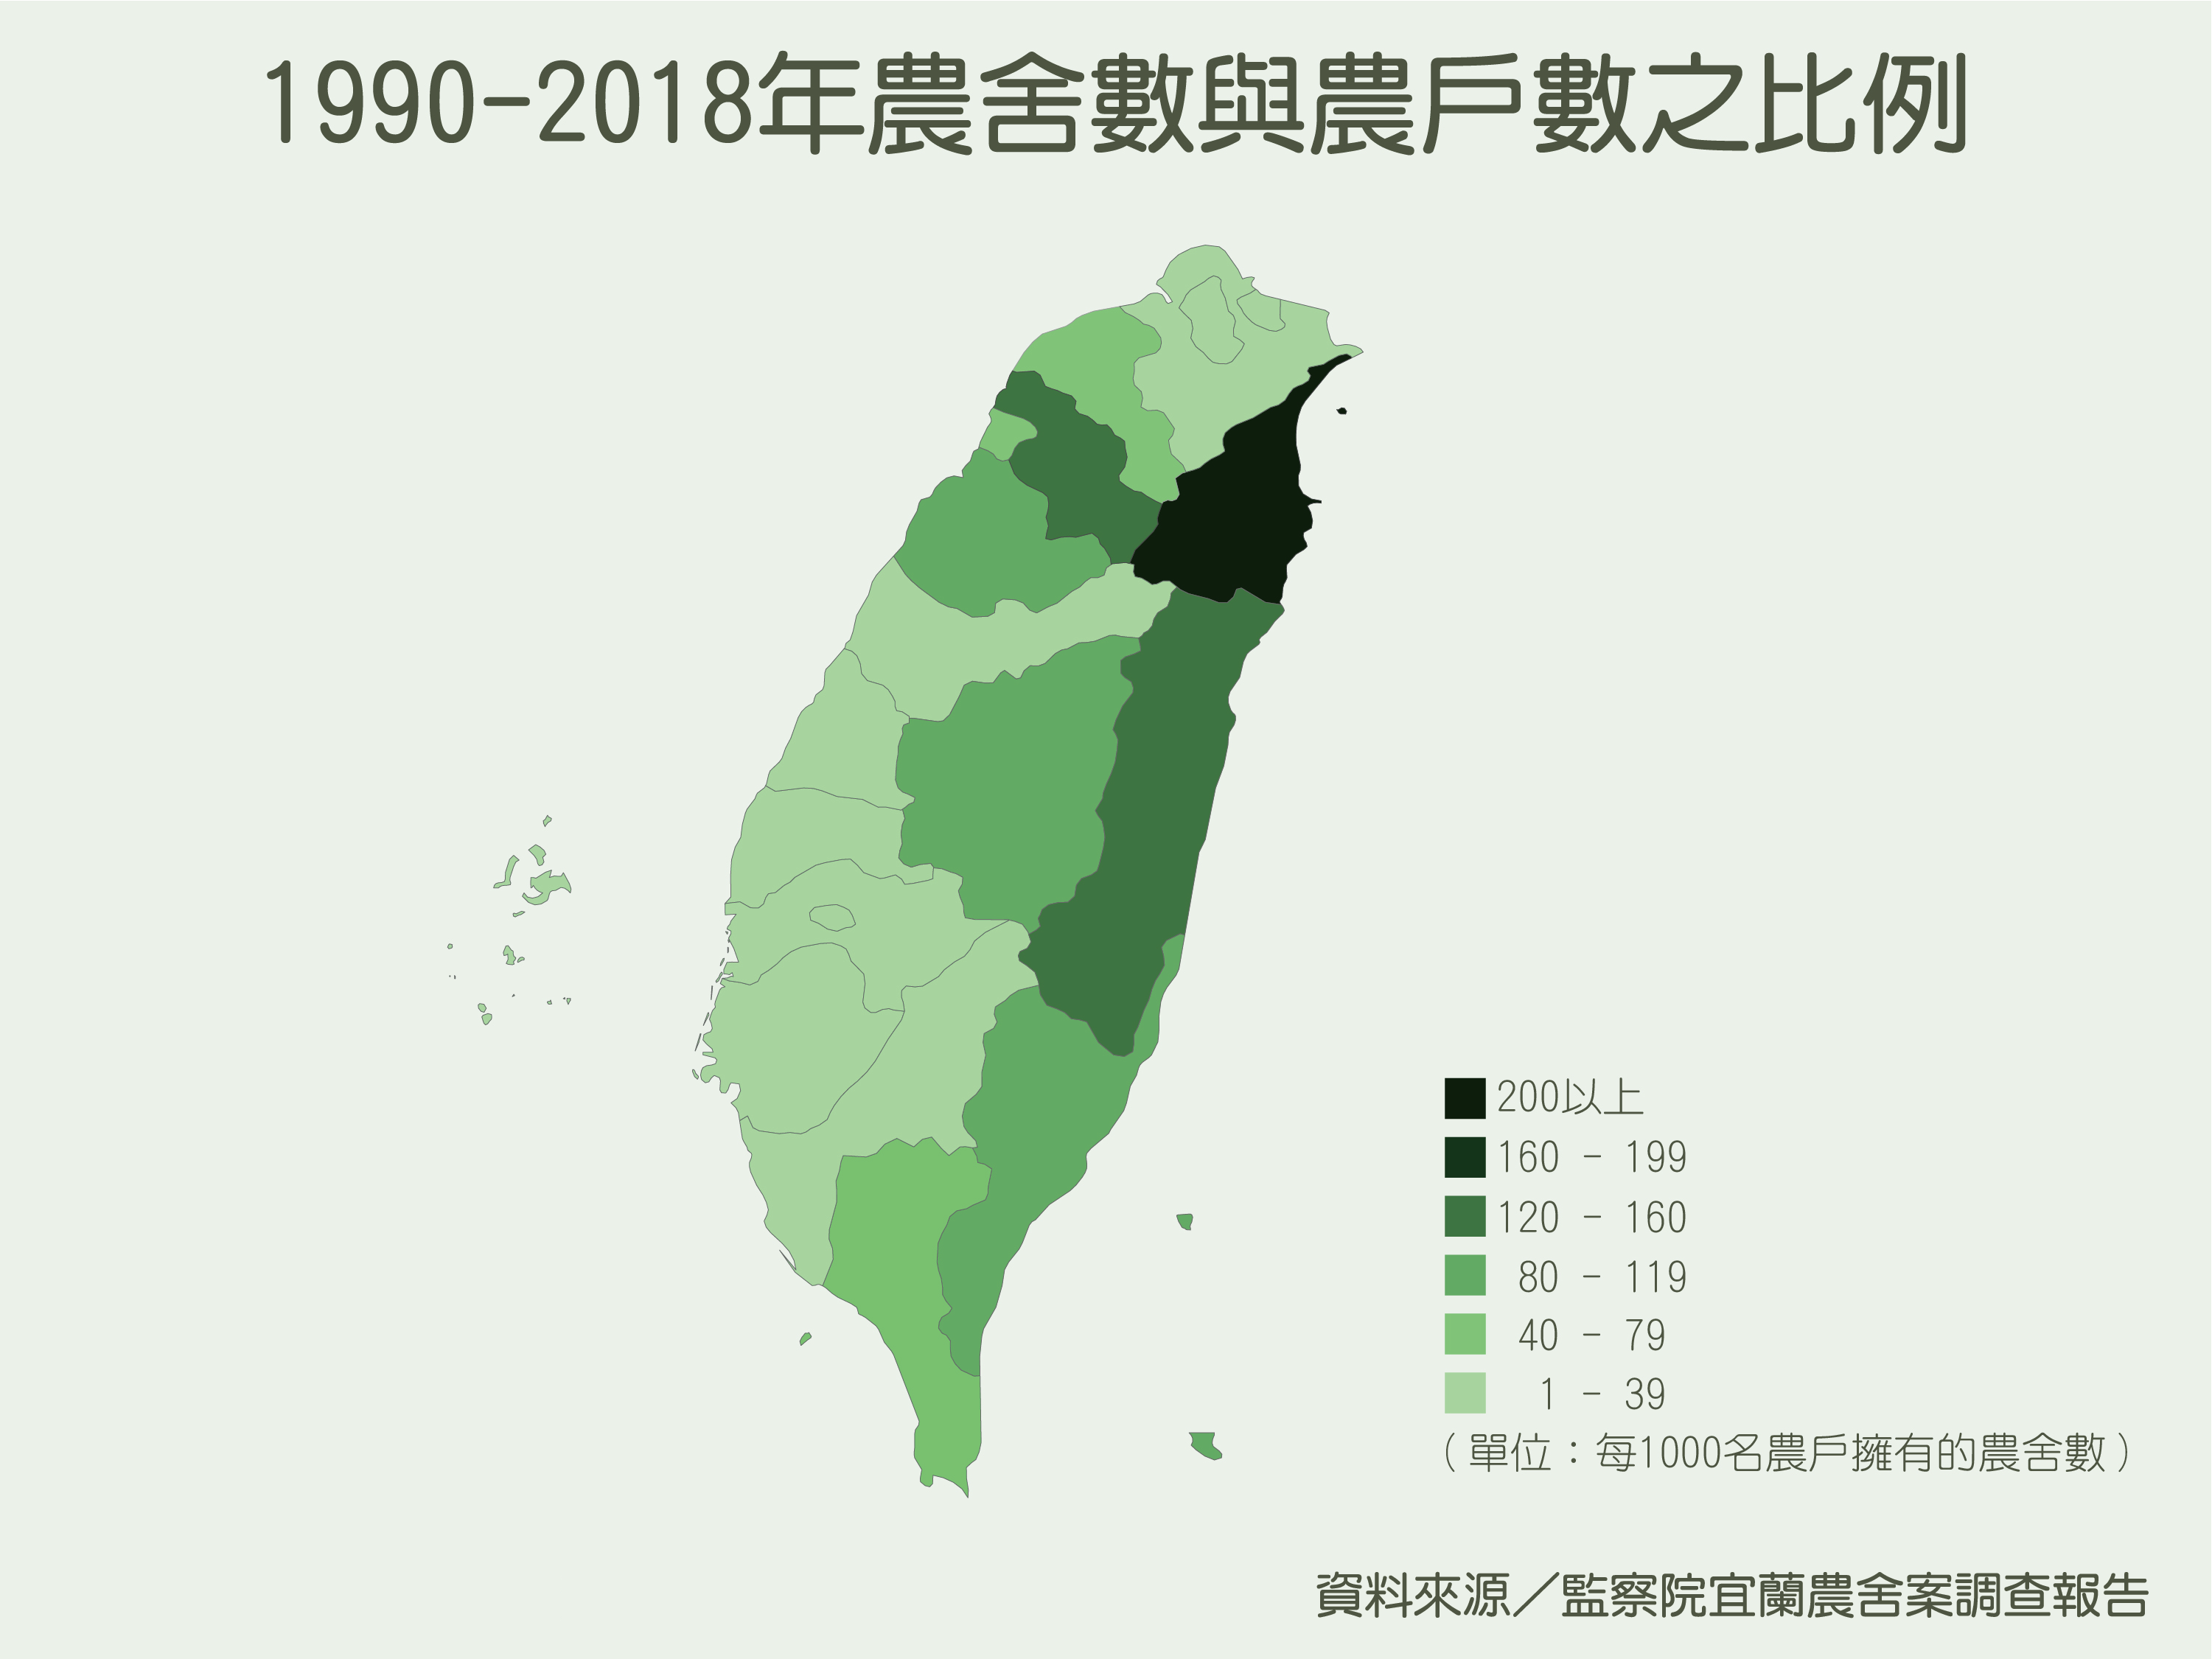 1990-2018年農舍數與農戶數之比例
200以上
160 - 199
120 - 160
80 - 119
40 - 79
1 - 39
(單位：每1000名農戶擁有的農舍數)
資料來源／監察院宜蘭農舍案調查報告